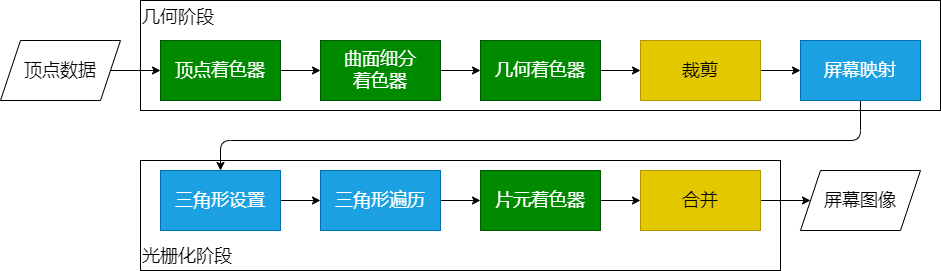 几何阶段
顶点数据
顶点着色器
曲面细分
着色器
几何着色器
裁剪
屏幕映射
三角形设置
三角形遍历
片元着色器
合并
屏幕图像
光栅化阶段